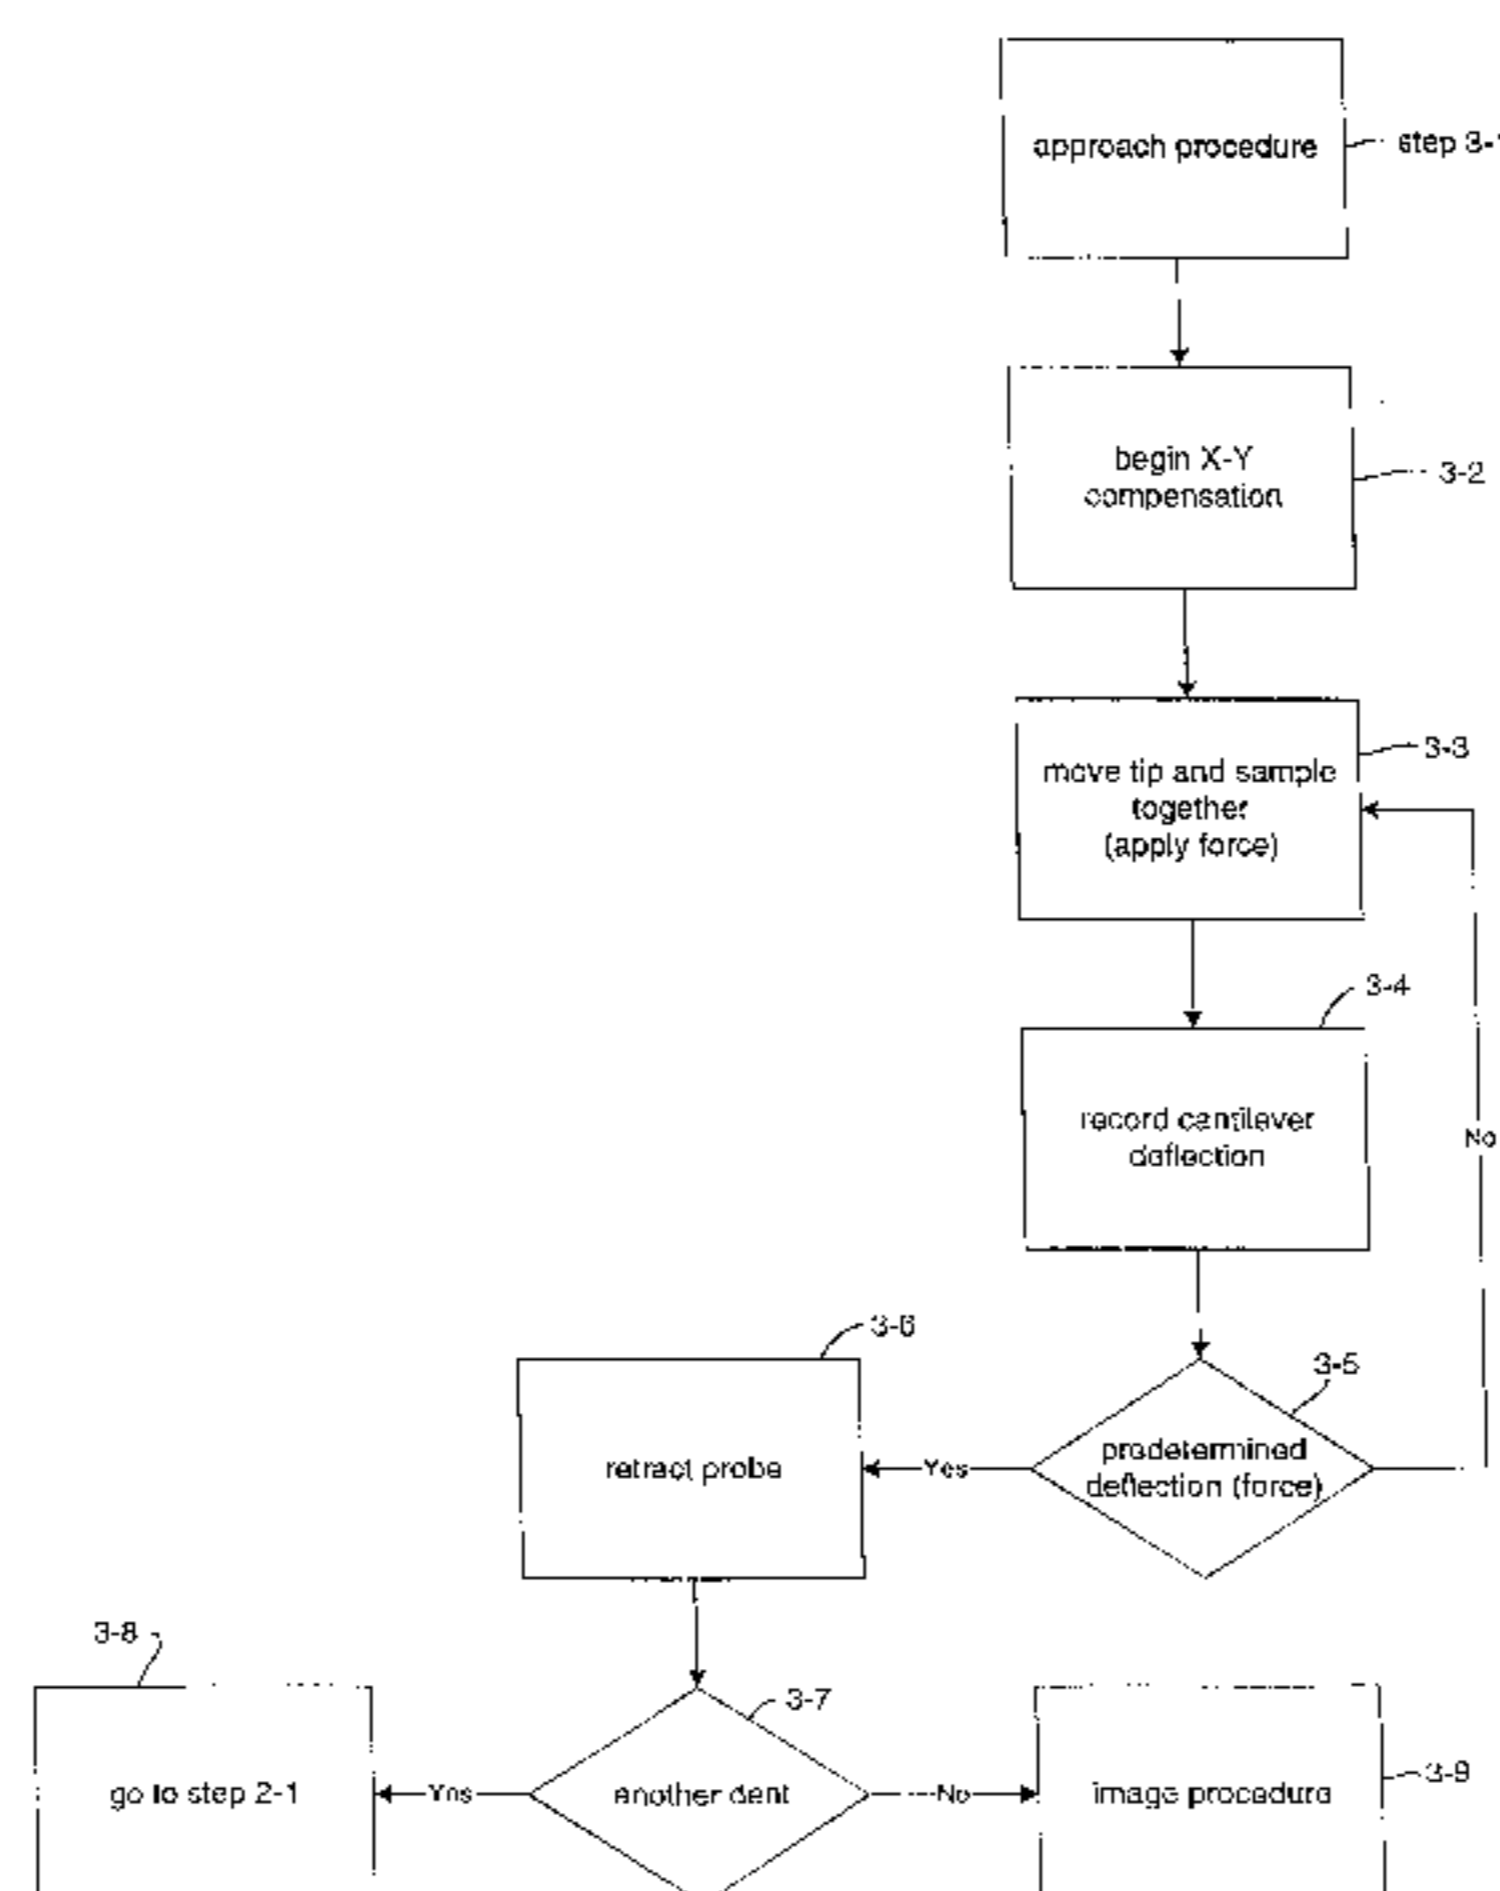 approach procedure
step 3-1
begin X-Y
compensation
3-2
3-3
move tip and sample
together
(apply force)
3-4
record cantilever
deflection
No
3-6
3-5
retract probe
Yes
predetermined
deflection (force)
3-8
3-7
go to step 2-1
Yes
another dent
No
image procedure
3-9